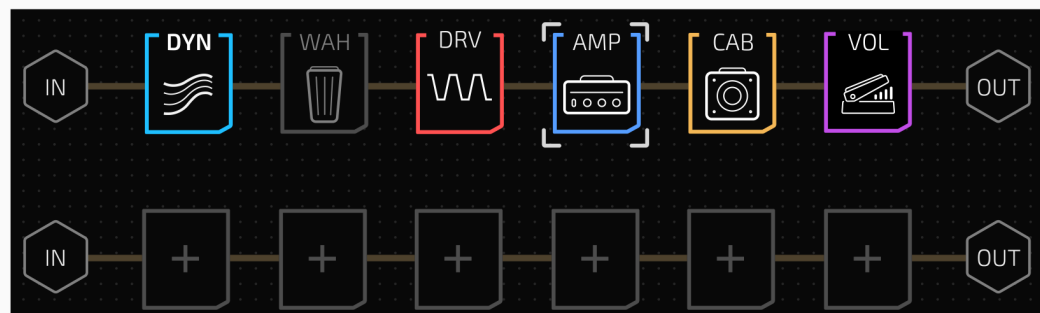 DYN WAH DRV AMP CAB VOL
IN OUT
+ + + + + +
IN OUT